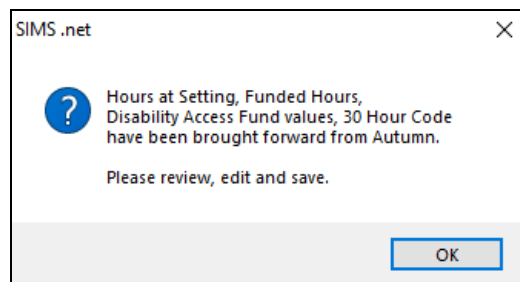 SIMS .net
?
Hours at Setting, Funded Hours,
Disability Access Fund values, 30 Hour Code
have been brought forward from Autumn.
Please review, edit and save.
OK